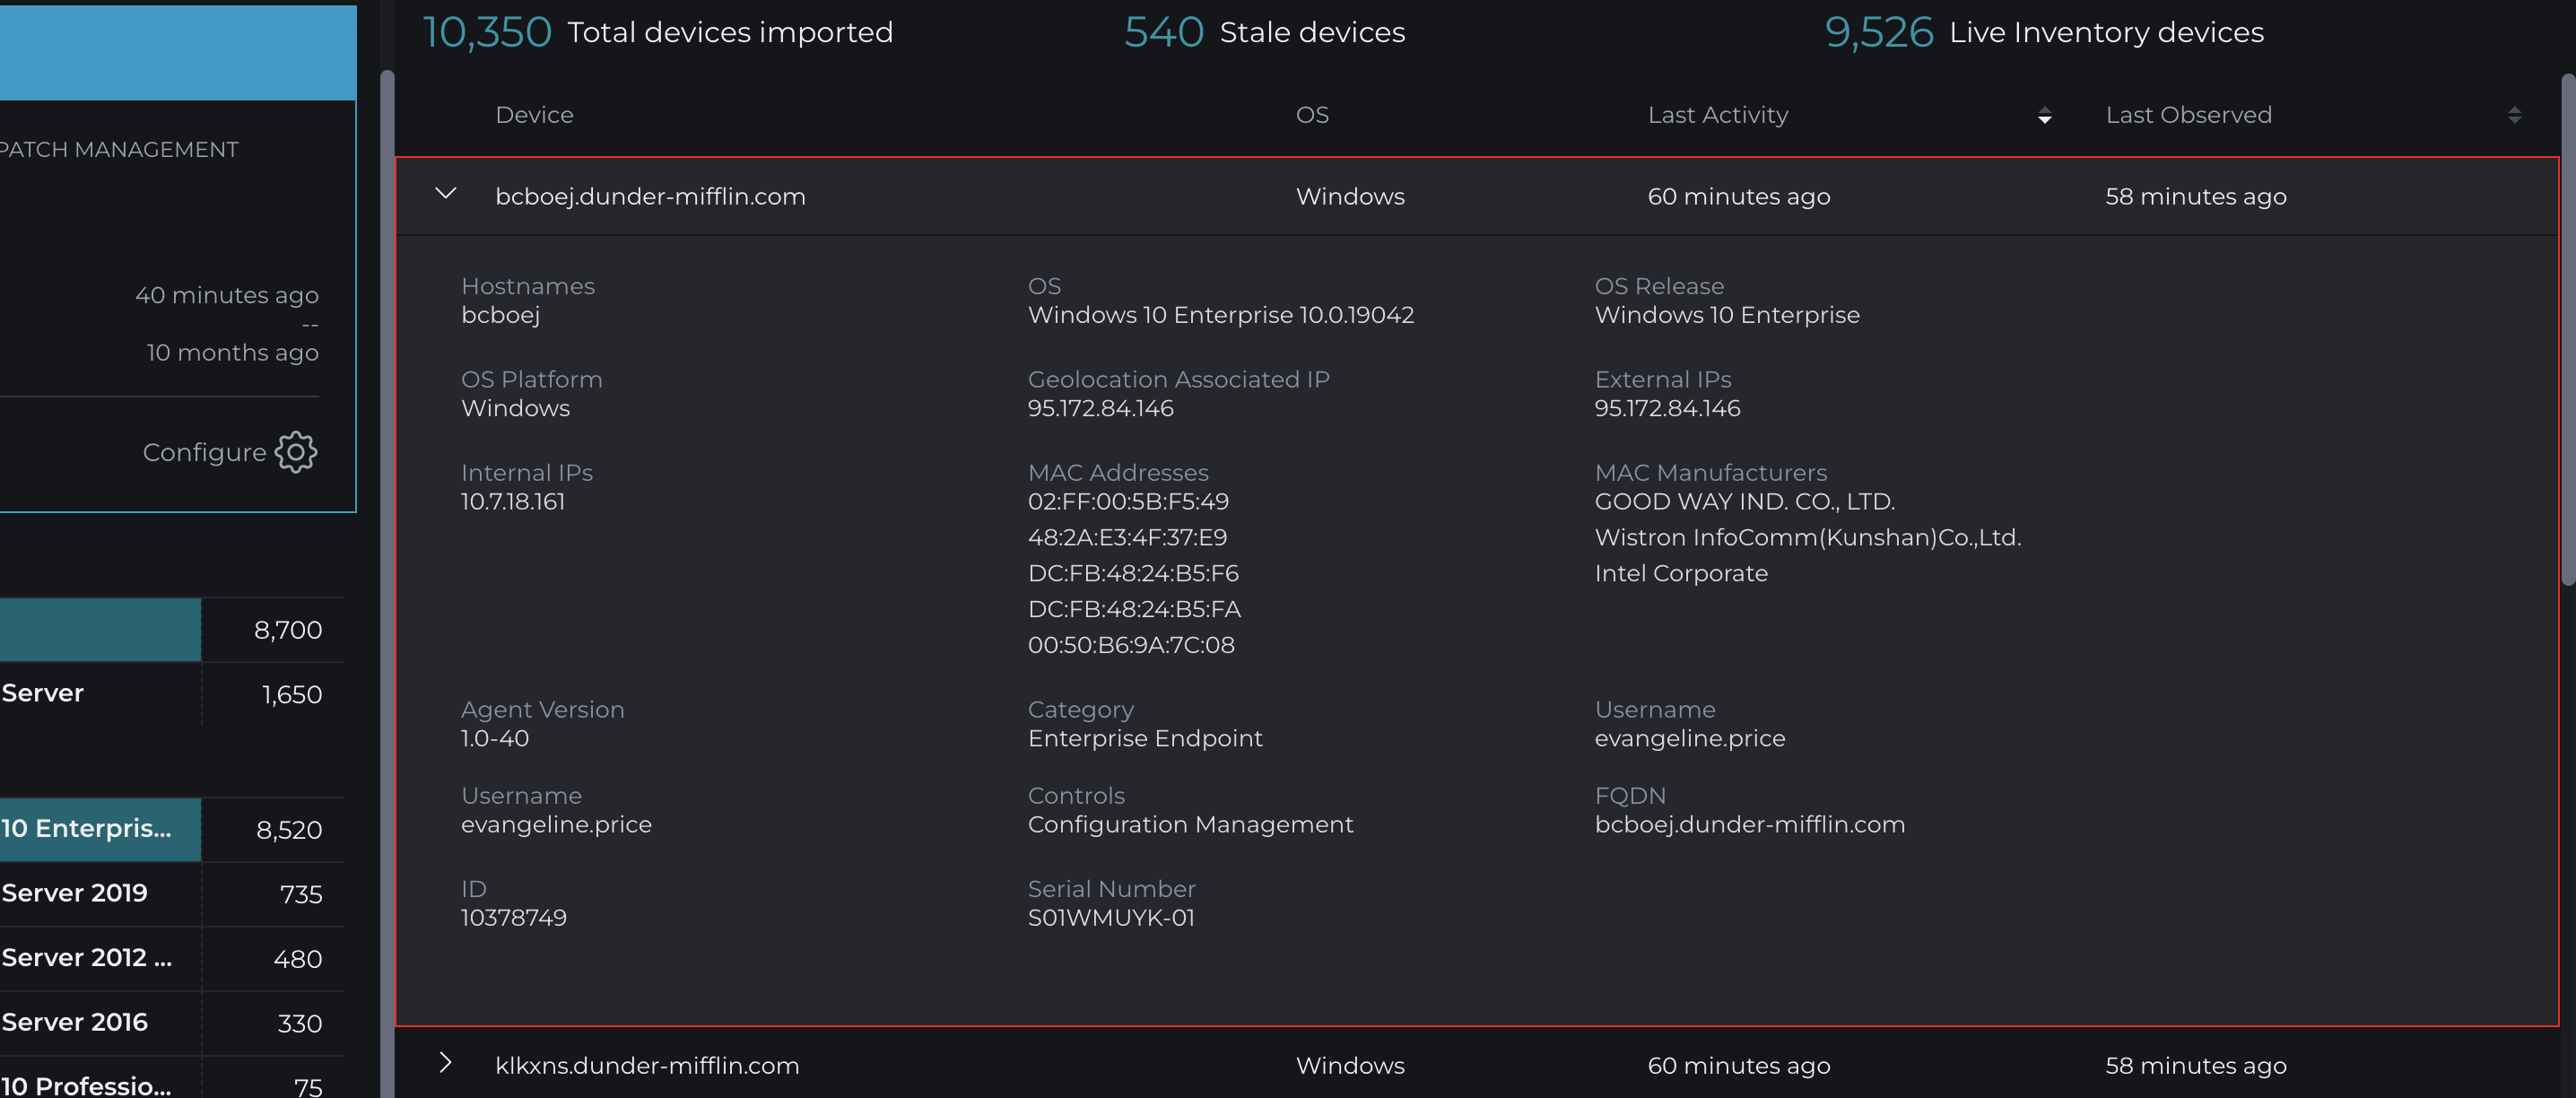 10,350 Total devices imported
540 Stale devices
9,526 Live Inventory devices
PATCH MANAGEMENT
40 minutes ago
--
10 months ago
Configure
8,700
Server 1,650
10 Enterpris... 8,520
Server 2019 735
Server 2012 ... 480
Server 2016 330
10 Professio... 75
Device OS Last Activity Last Observed
bcboej.dunder-mifflin.com Windows 60 minutes ago 58 minutes ago
Hostnames
bcboej
OS
Windows 10 Enterprise 10.0.19042
OS Release
Windows 10 Enterprise
OS Platform
Windows
Geolocation Associated IP
95.172.84.146
External IPs
95.172.84.146
Internal IPs
10.7.18.161
MAC Addresses
02:FF:00:5B:F5:49
48:2A:E3:4F:37:E9
DC:FB:48:24:B5:F6
DC:FB:48:24:B5:FA
00:50:B6:9A:7C:08
MAC Manufacturers
GOOD WAY IND. CO., LTD.
Wistron InfoComm(Kunshan)Co.,Ltd.
Intel Corporate
Agent Version
1.0-40
Category
Enterprise Endpoint
Username
evangeline.price
Username
evangeline.price
Controls
Configuration Management
FQDN
bcboej.dunder-mifflin.com
ID
10378749
Serial Number
S01WMUYK-01
klkxns.dunder-mifflin.com Windows 60 minutes ago 58 minutes ago